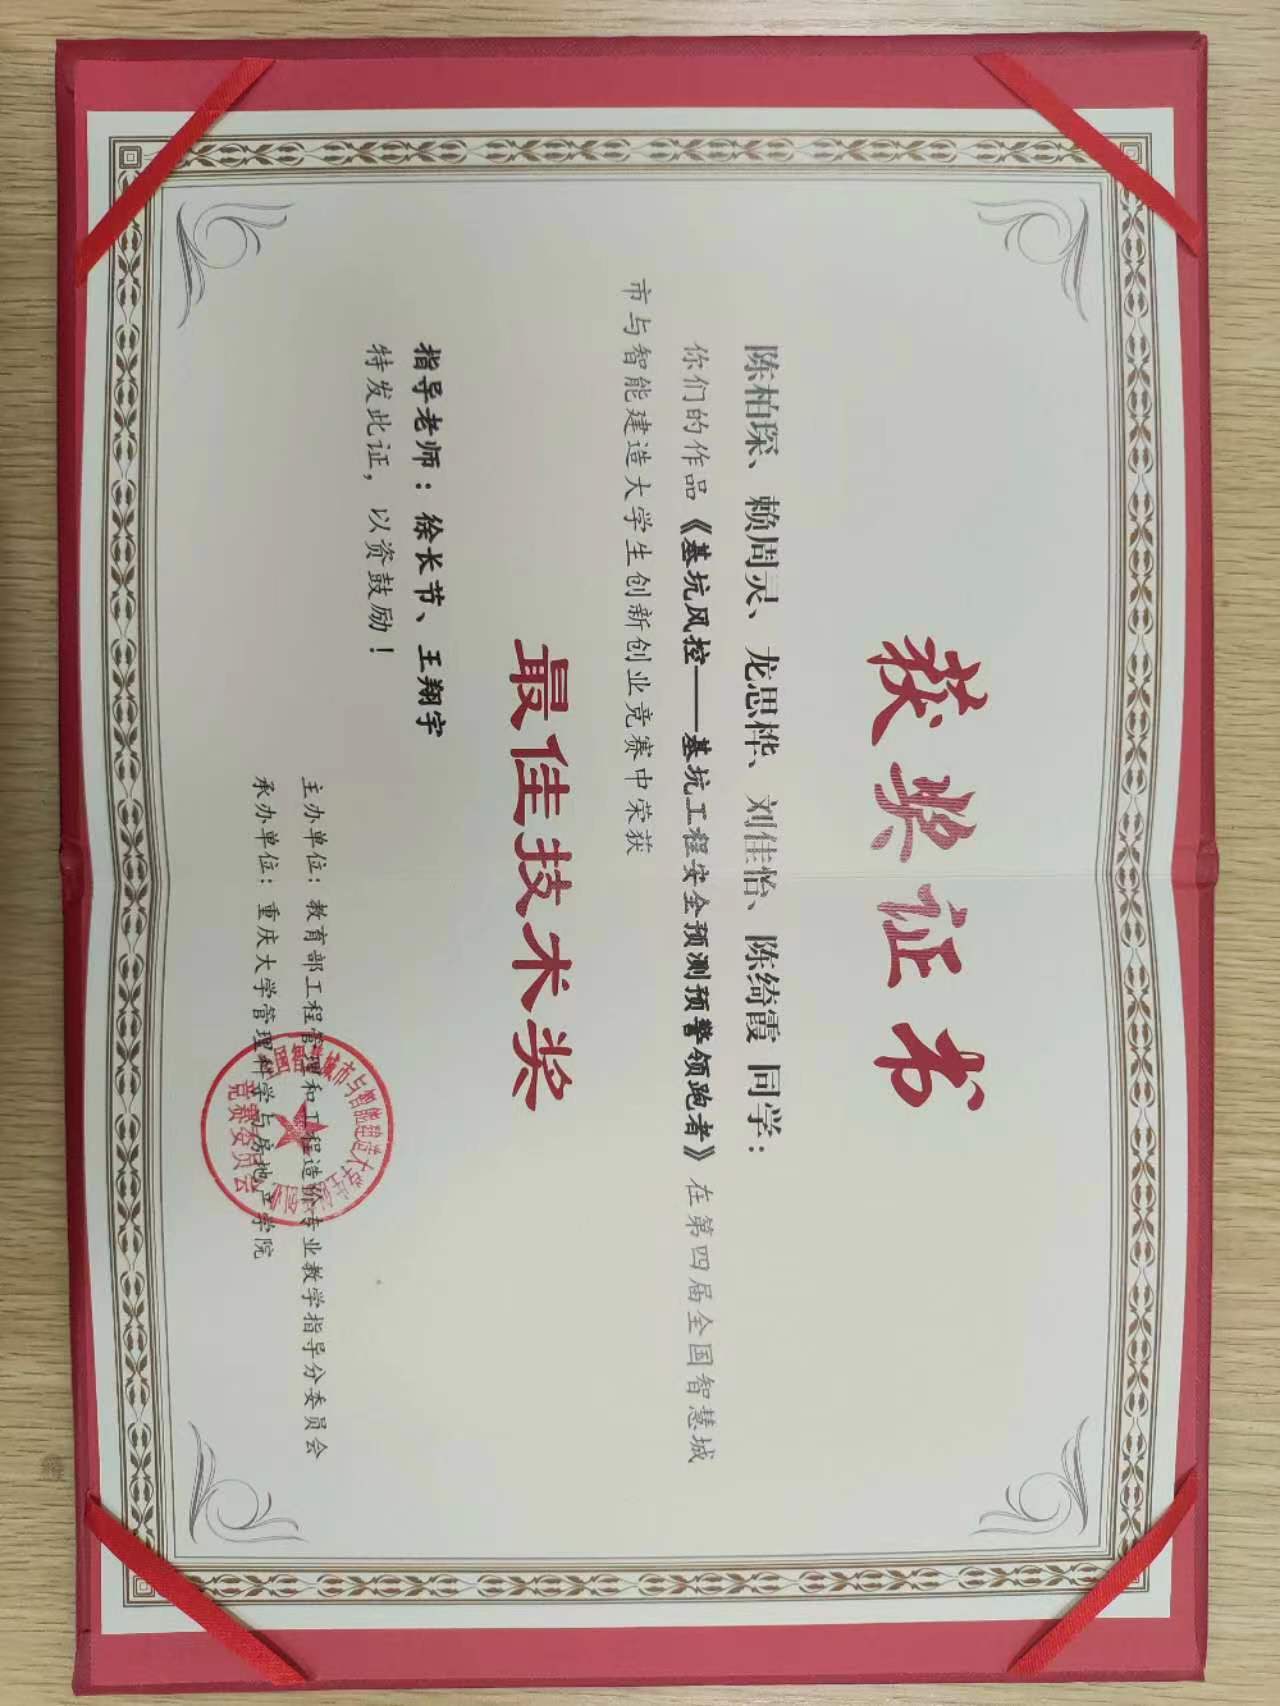 获奖证书
陈柏琛、赖周灵、龙思桦、刘佳怡、陈绮霞 同学：
你们的作品《基坑风控——基坑工程安全预测预警领跑者》在第四届全国智慧城
市与智能建造大学生创新创业竞赛中荣获
最佳技术奖
指导老师：徐长节、王翔宇
特发此证，以资鼓励！
主办单位：教育部工程管理和工程造价专业教学指导分委员会
承办单位：重庆大学管理科学与房地产学院
全国智慧城市与智能建造大学生创新创业
竞赛委员会